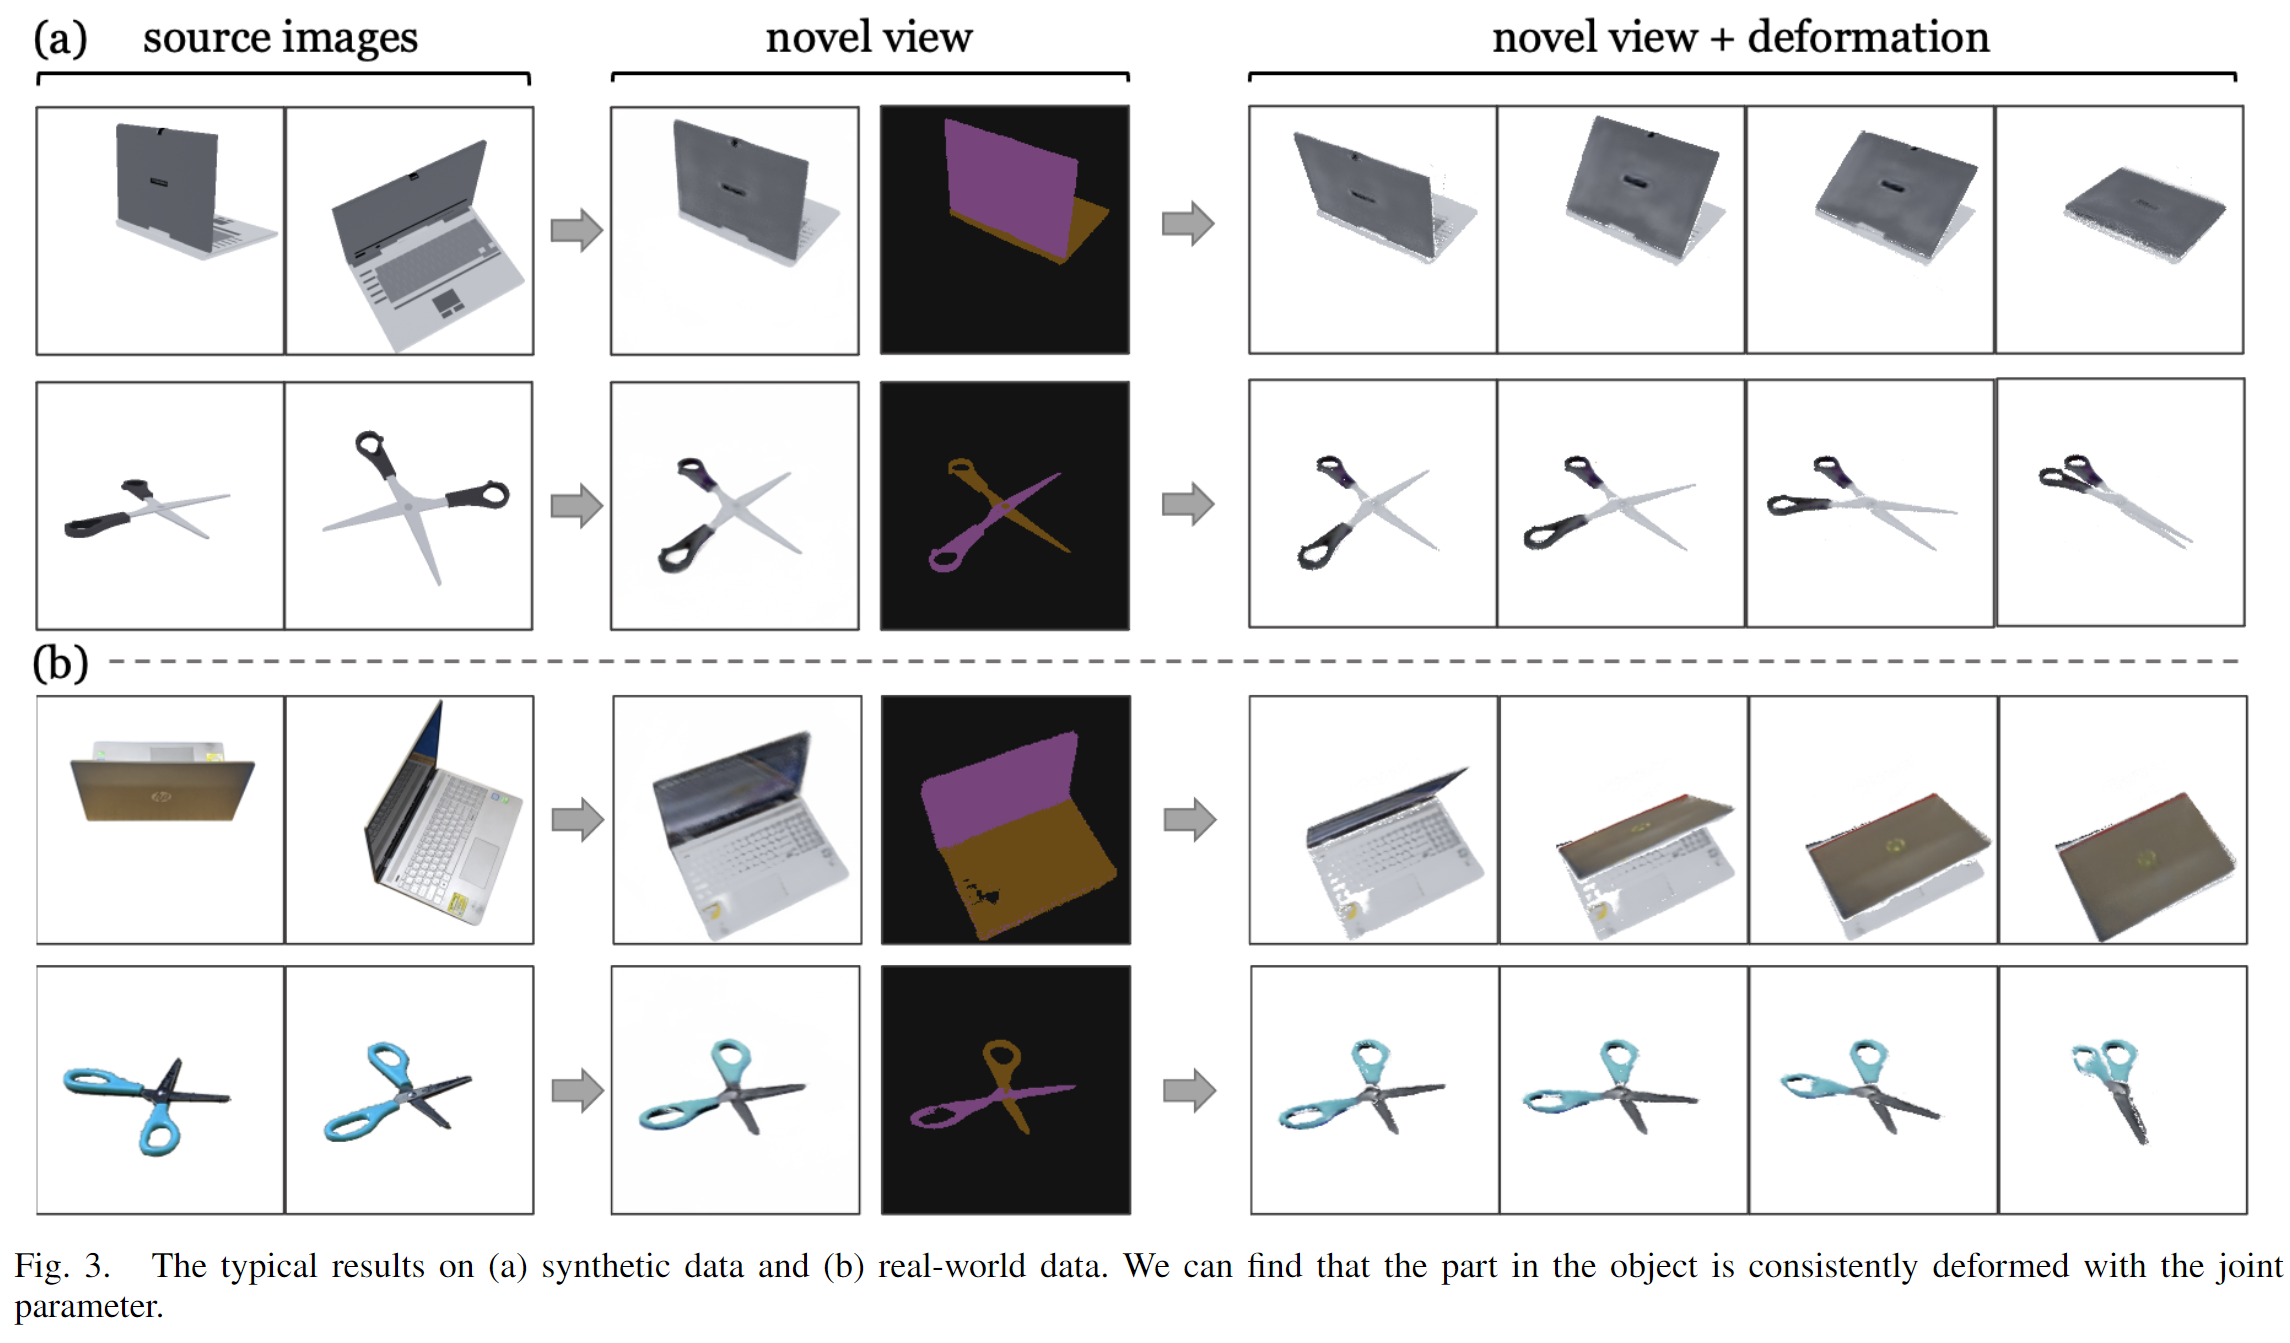 (a) source images novel view novel view + deformation
(b)
Fig. 3. The typical results on (a) synthetic data and (b) real-world data. We can find that the part in the object is consistently deformed with the joint
parameter.